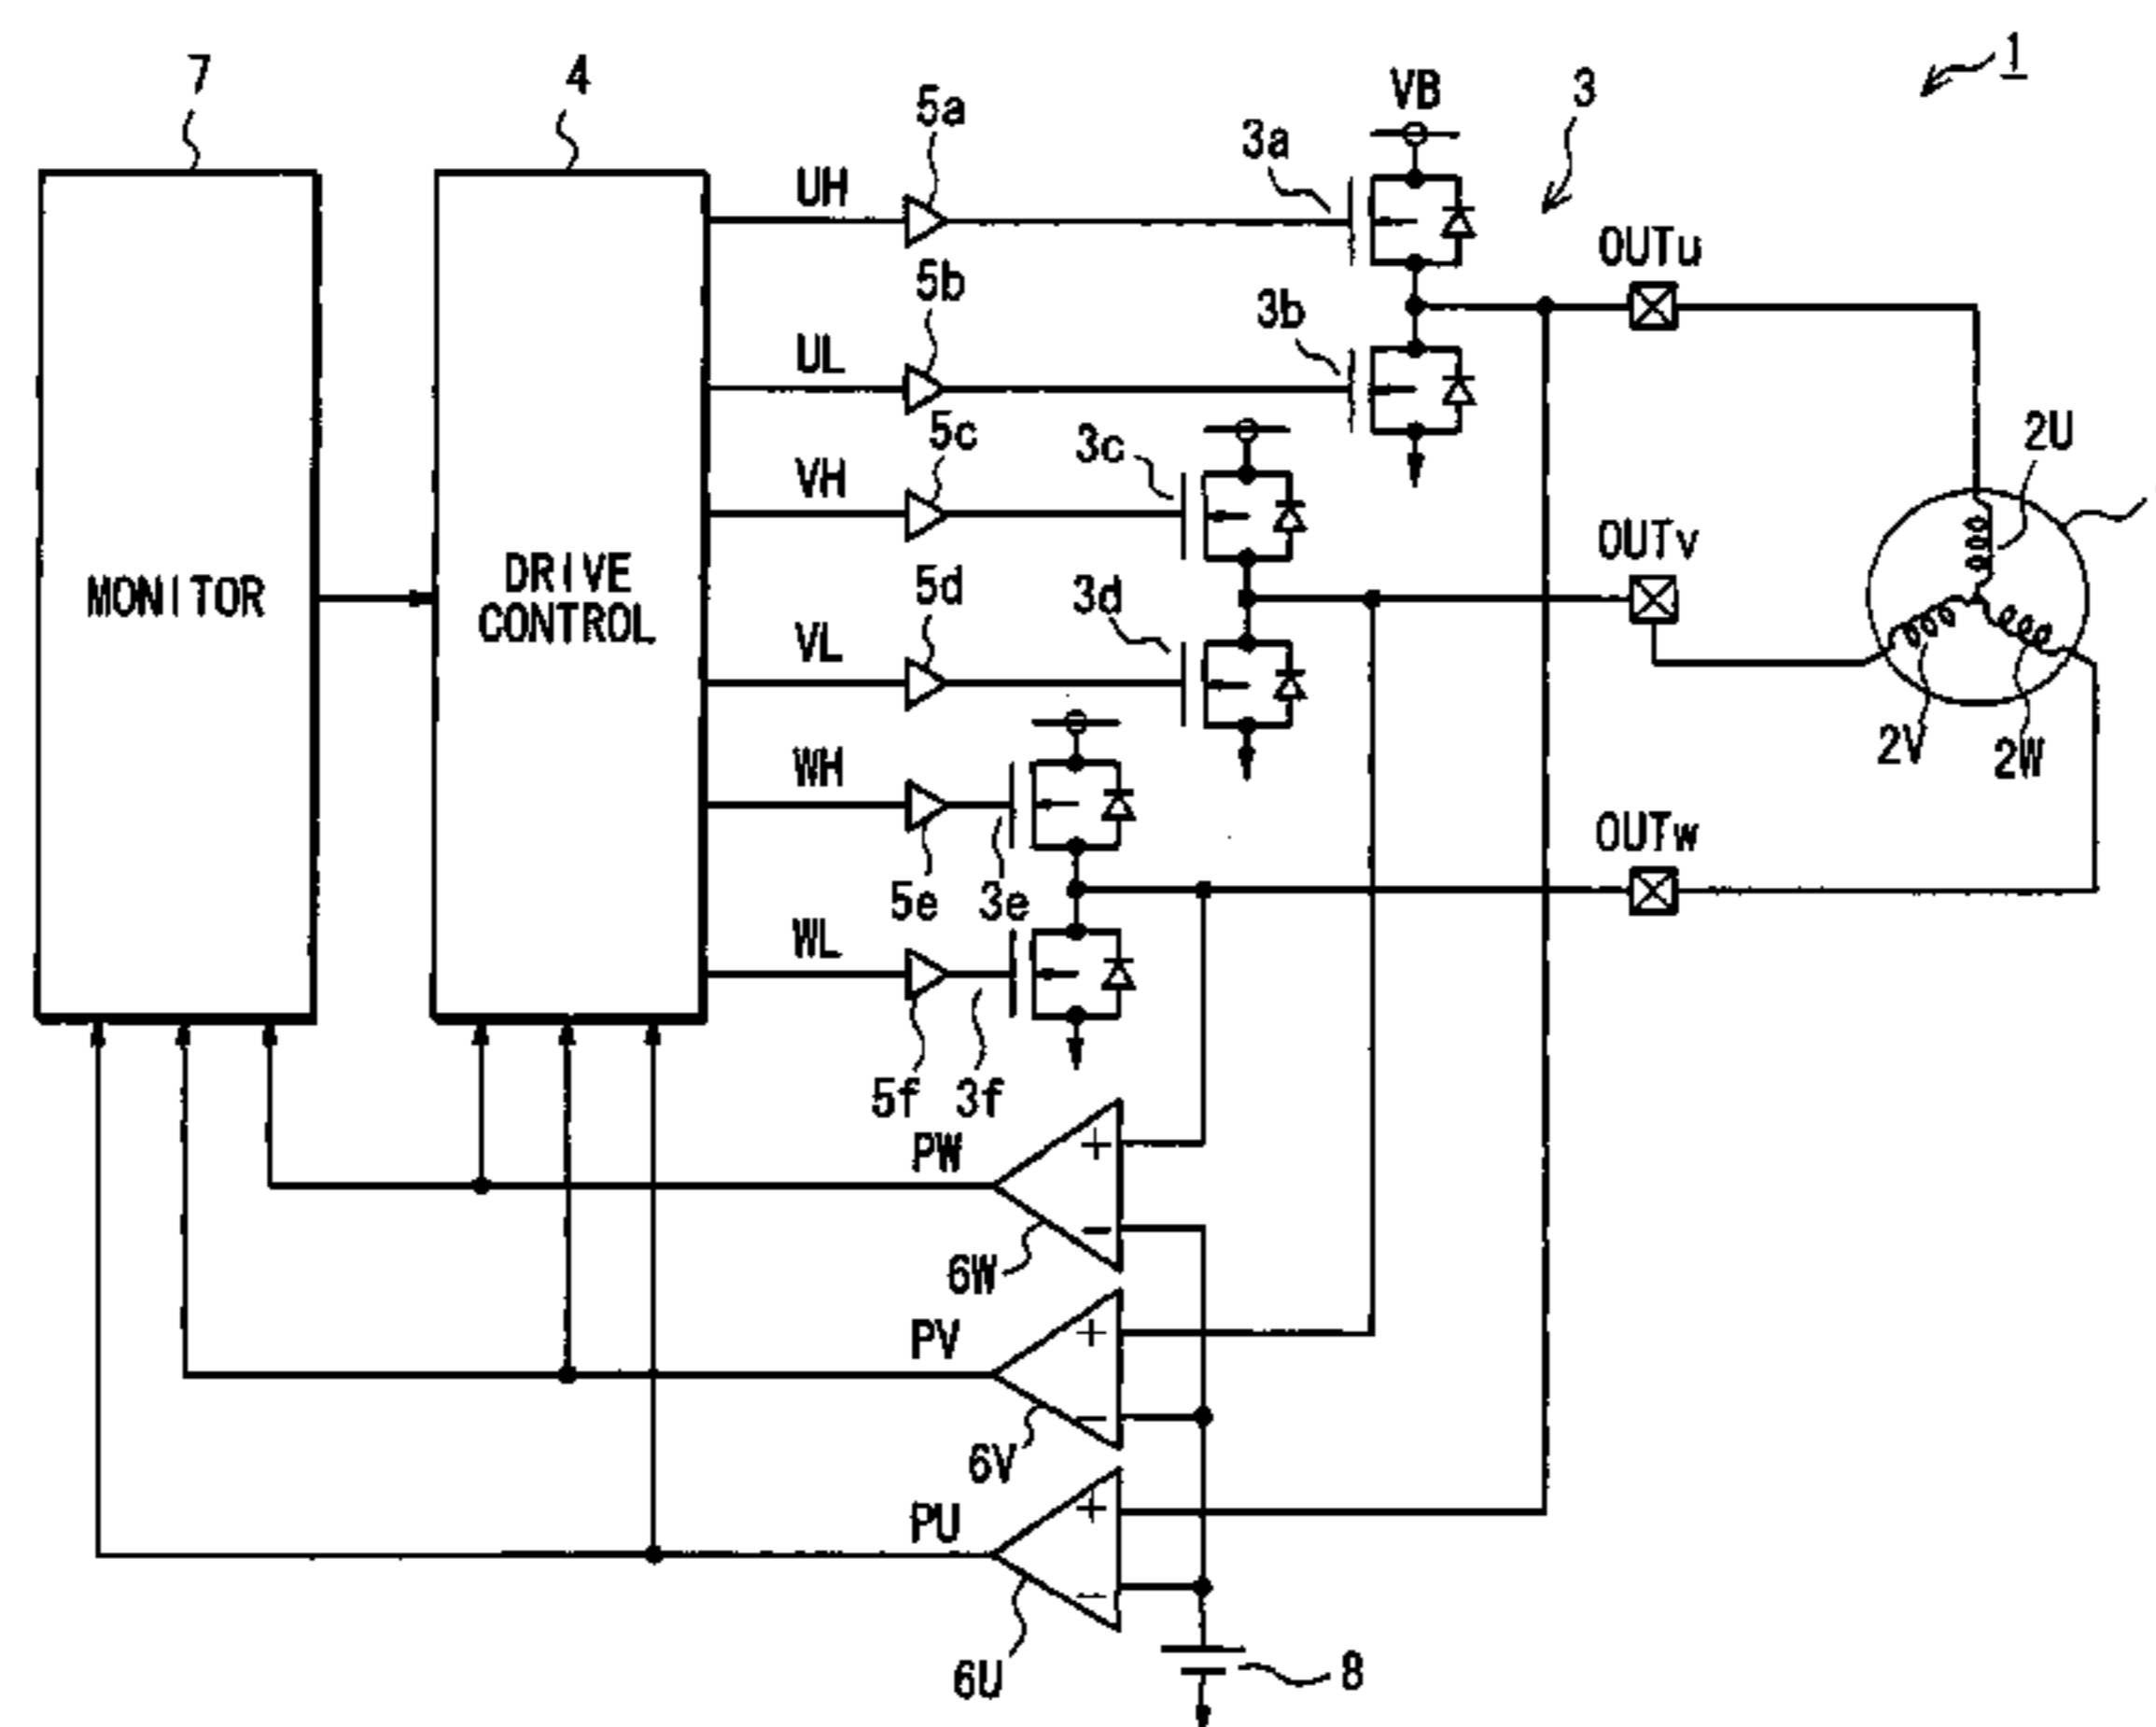 1
7
4
5a
VB
3
3a
UH
OUTu
5b
3b
UL
5c
3c
2U
VH
OUTv
MONITOR
DRIVE
CONTROL
5d
3d
VL
2V
2W
WH
OUTw
5e
3e
WL
5f
3f
PW
6W
PV
6V
PU
6U
8
+
−
+
−
+
−